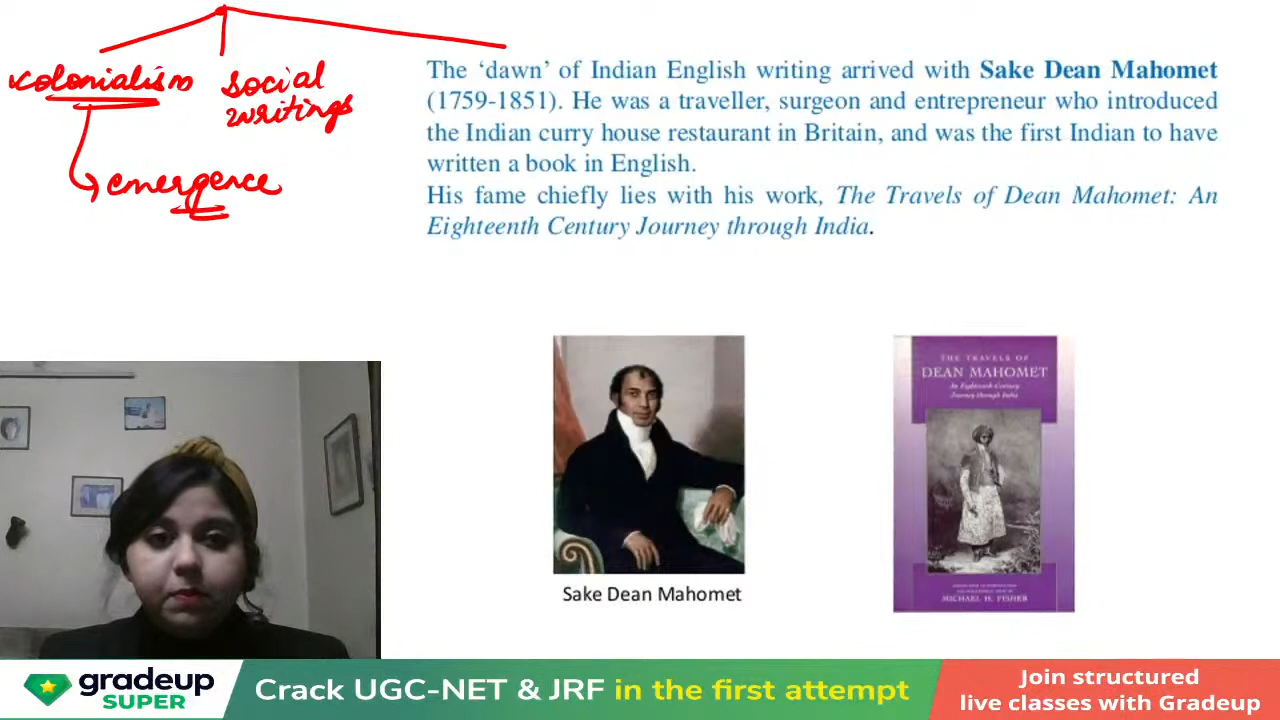 colonialism
social
writings
emergence
The ‘dawn’ of Indian English writing arrived with Sake Dean Mahomet
(1759-1851). He was a traveller, surgeon and entrepreneur who introduced
the Indian curry house restaurant in Britain, and was the first Indian to have
written a book in English.
His fame chiefly lies with his work, The Travels of Dean Mahomet: An
Eighteenth Century Journey through India.
THE TRAVELS OF
DEAN MAHOMET
An Eighteenth-Century
Journey through India
MICHAEL H. FISHER
Sake Dean Mahomet
gradeup
SUPER
Crack UGC-NET & JRF in the first attempt
Join structured
live classes with Gradeup